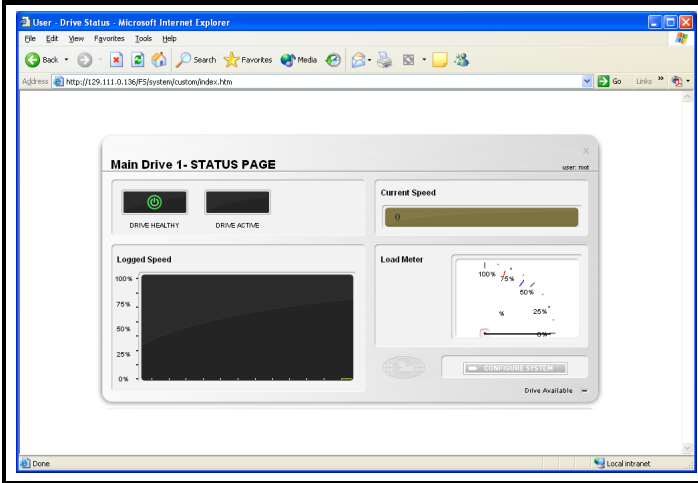 User - Drive Status - Microsoft Internet Explorer
File Edit View Favorites Tools Help
Back Search Favorites Media
Address http://129.111.0.136/FS/system/custom/index.htm Go Links »
Main Drive 1- STATUS PAGE
user: root
DRIVE HEALTHY DRIVE ACTIVE
Current Speed
0
Logged Speed
100%
75%
50%
25%
0%
Load Meter
100% 75%
50%
% 25%
0%
CONFIGURE SYSTEM
Drive Available
Done Local intranet